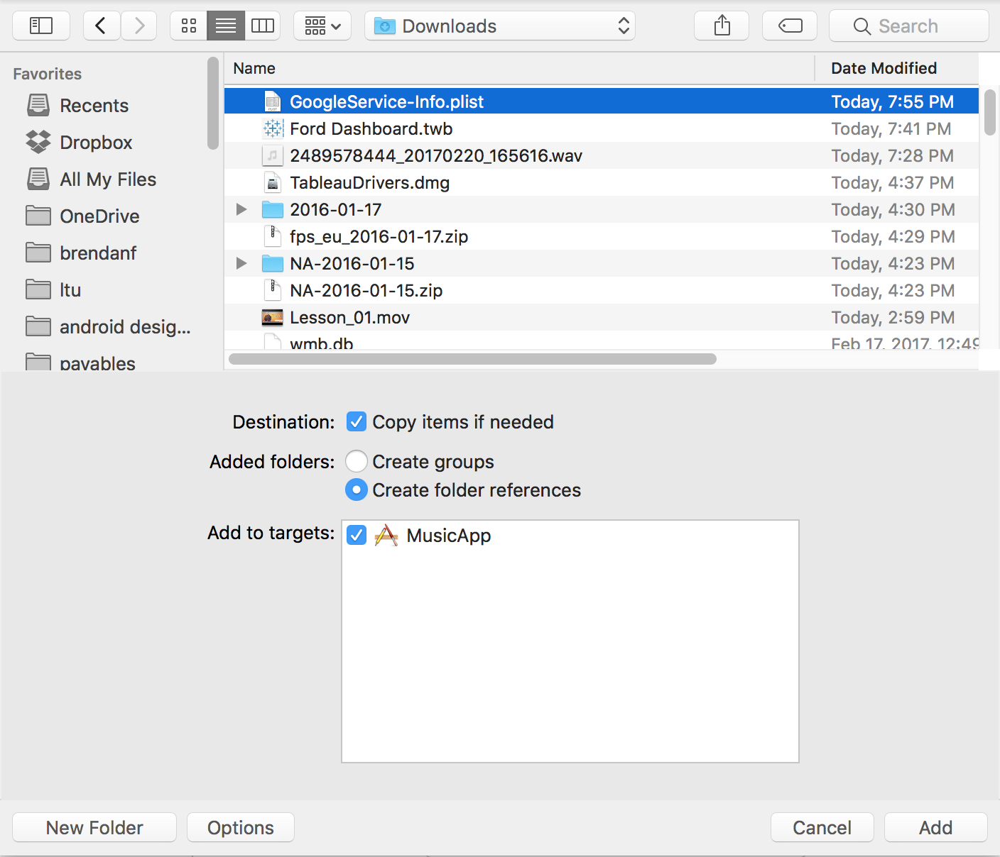 Downloads
Search
Favorites
Recents
Dropbox
All My Files
OneDrive
brendanf
ltu
android desig...
payables
Name Date Modified
GoogleService-Info.plist Today, 7:55 PM
Ford Dashboard.twb Today, 7:41 PM
2489578444_20170220_165616.wav Today, 7:28 PM
TableauDrivers.dmg Today, 4:37 PM
2016-01-17 Today, 4:30 PM
fps_eu_2016-01-17.zip Today, 4:29 PM
NA-2016-01-15 Today, 4:23 PM
NA-2016-01-15.zip Today, 4:23 PM
Lesson_01.mov Today, 2:59 PM
wmb.db Feb 17, 2017, 12:49
Destination: Copy items if needed
Added folders: Create groups
Create folder references
Add to targets: MusicApp
New Folder Options Cancel Add